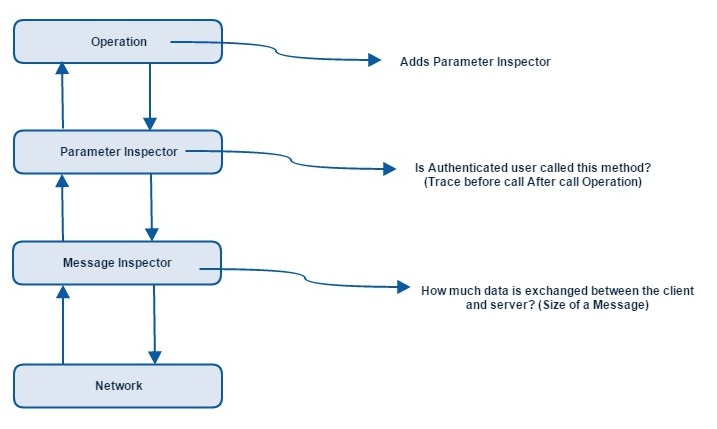 Operation
Adds Parameter Inspector
Parameter Inspector
Is Authenticated user called this method?
(Trace before call After call Operation)
Message Inspector
How much data is exchanged between the client
and server? (Size of a Message)
Network